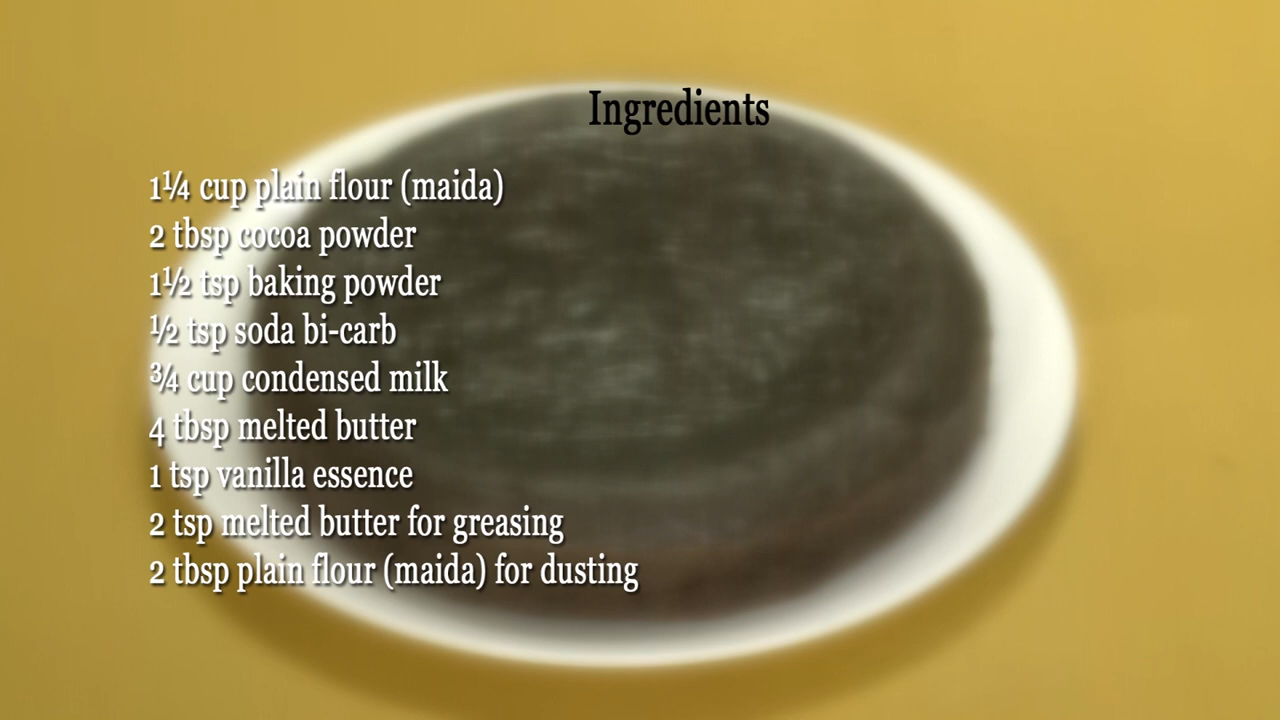 Ingredients
1¼ cup plain flour (maida)
2 tbsp cocoa powder
1½ tsp baking powder
½ tsp soda bi-carb
¾ cup condensed milk
4 tbsp melted butter
1 tsp vanilla essence
2 tsp melted butter for greasing
2 tbsp plain flour (maida) for dusting